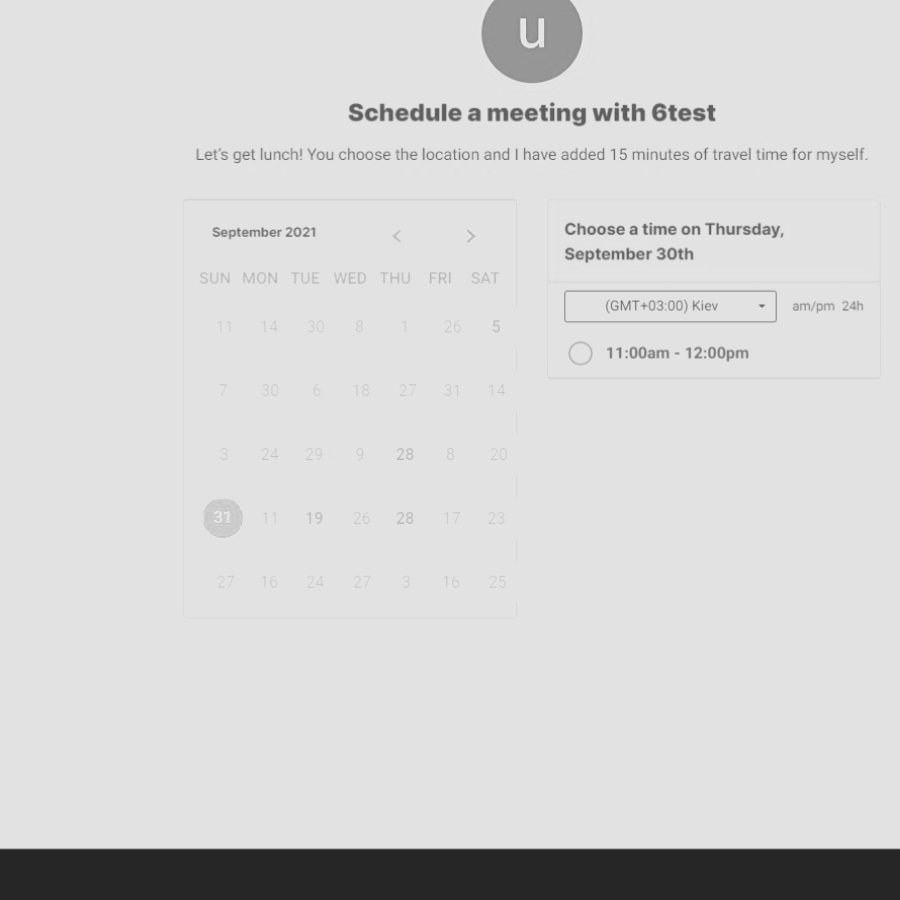 u
Schedule a meeting with 6test
Let's get lunch! You choose the location and I have added 15 minutes of travel time for myself.
September 2021 < >
SUN MON TUE WED THU FRI SAT
11 14 30 8 1 26 5
7 30 6 18 27 31 14
3 24 29 9 28 8 20
31 11 19 26 28 17 23
27 16 24 27 3 16 25
Choose a time on Thursday,
September 30th
(GMT+03:00) Kiev am/pm 24h
11:00am - 12:00pm